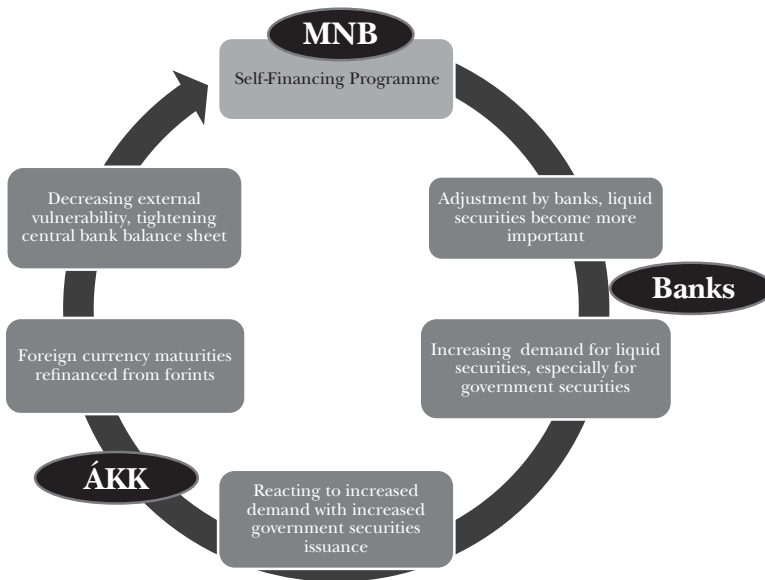 MNB
Self-Financing Programme
Adjustment by banks, liquid
securities become more
important
Banks
Increasing demand for liquid
securities, especially for
government securities
Reacting to increased
demand with increased
government securities
issuance
ÁKK
Foreign currency maturities
refinanced from forints
Decreasing external
vulnerability, tightening
central bank balance sheet